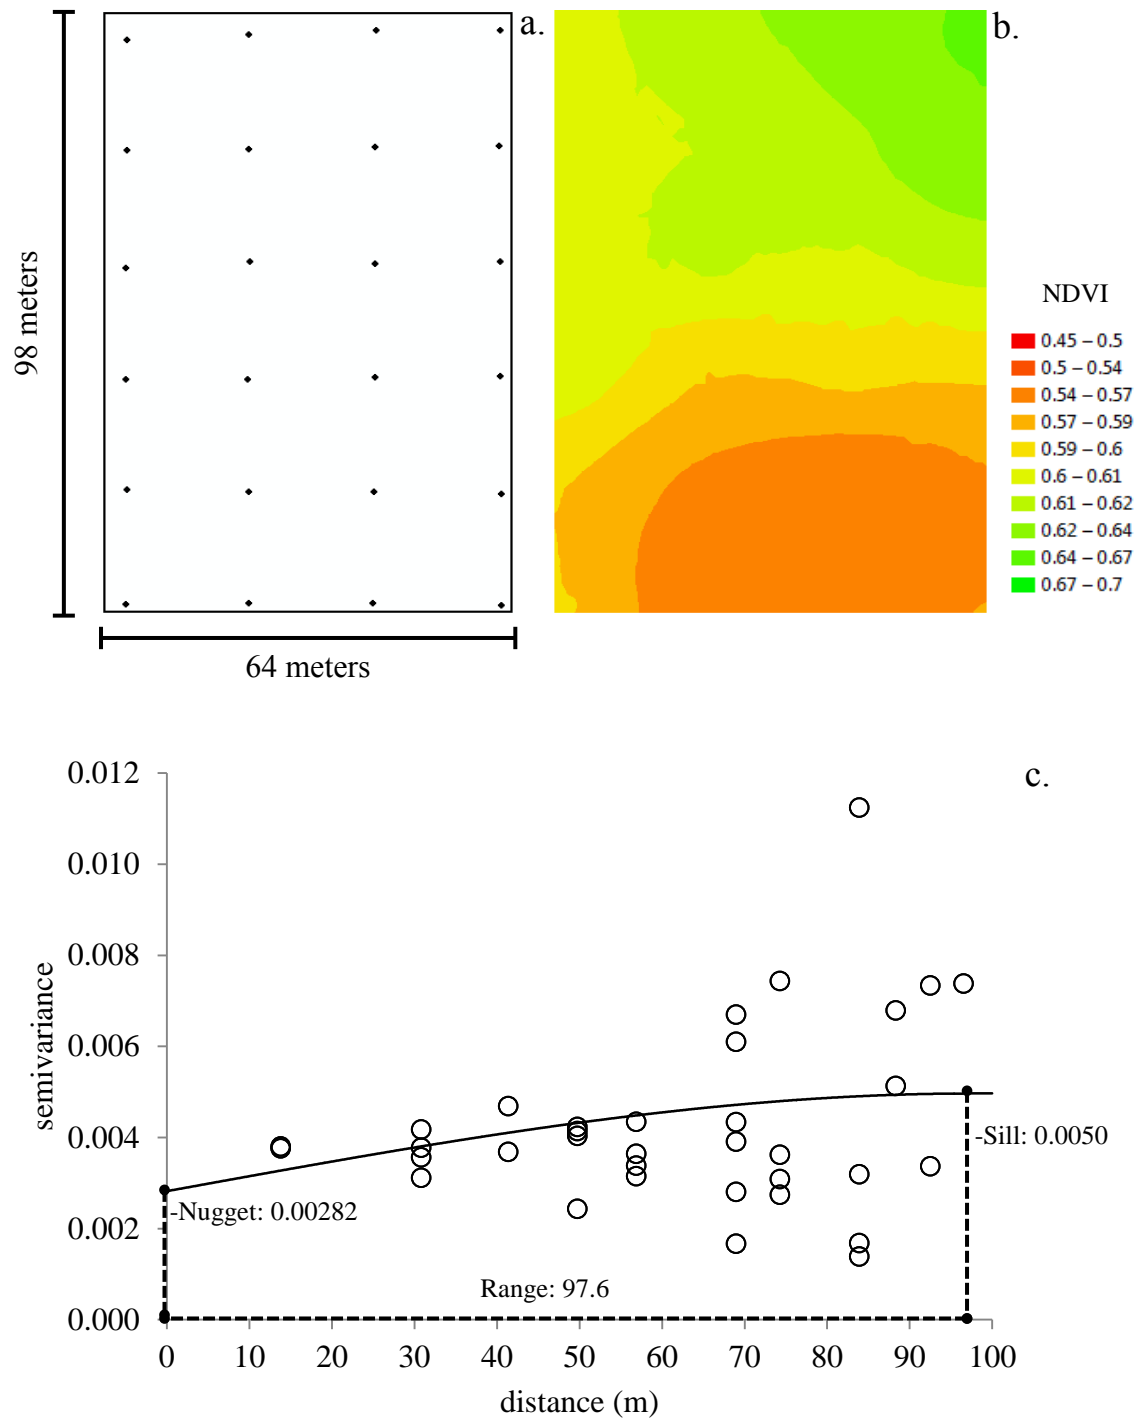 a.
b.
98 meters
64 meters
NDVI
0.45 – 0.5
0.5 – 0.54
0.54 – 0.57
0.57 – 0.59
0.59 – 0.6
0.6 – 0.61
0.61 – 0.62
0.62 – 0.64
0.64 – 0.67
0.67 – 0.7
c.
0.012
0.010
0.008
0.006
0.004
0.002
0.000
semivariance
-Nugget: 0.00282
-Sill: 0.0050
Range: 97.6
0 10 20 30 40 50 60 70 80 90 100
distance (m)